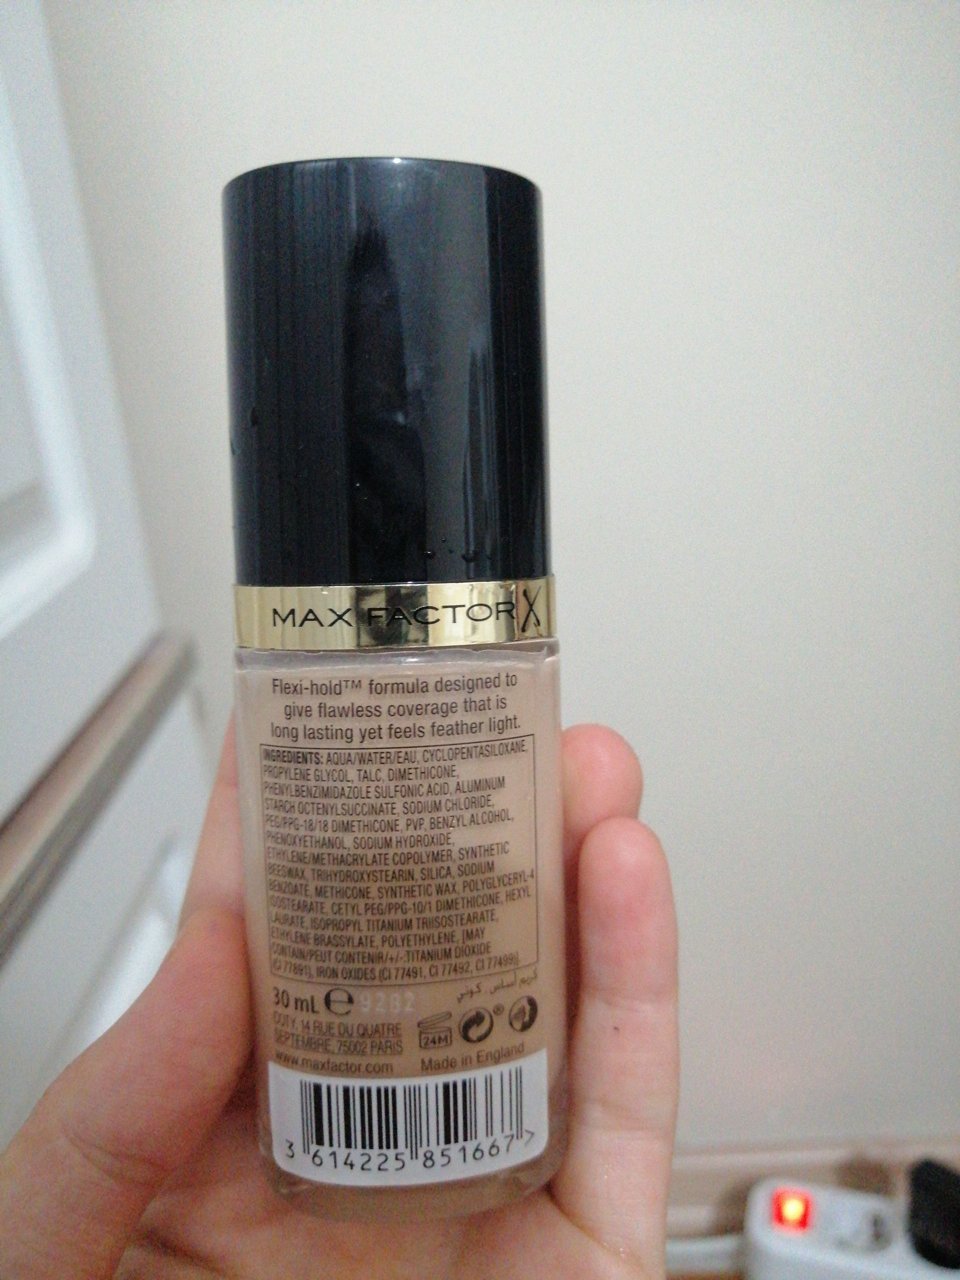 MAX FACTOR X
Flexi-hold™ formula designed to
give flawless coverage that is
long lasting yet feels feather light.
INGREDIENTS: AQUA/WATER/EAU, CYCLOPENTASILOXANE,
PROPYLENE GLYCOL, TALC, DIMETHICONE,
PHENYLBENZIMIDAZOLE SULFONIC ACID, ALUMINUM
STARCH OCTENYLSUCCINATE, SODIUM CHLORIDE,
PEG/PPG-18/18 DIMETHICONE, PVP, BENZYL ALCOHOL,
PHENOXYETHANOL, SODIUM HYDROXIDE,
ETHYLENE/METHACRYLATE COPOLYMER, SYNTHETIC
BEESWAX, TRIHYDROXYSTEARIN, SILICA, SODIUM
BENZOATE, METHICONE, SYNTHETIC WAX, POLYGLYCERYL-4
ISOSTEARATE, CETYL PEG/PPG-10/1 DIMETHICONE, HEXYL
LAURATE, ISOPROPYL TITANIUM TRIISOSTEARATE,
ETHYLENE BRASSYLATE, POLYETHYLENE, [MAY
CONTAIN/PEUT CONTENIR/+/-:TITANIUM DIOXIDE
(CI 77891), IRON OXIDES (CI 77491, CI 77492, CI 77499)].
كريم أساس. كوتي
30 mL e 9282
COTY, 14 RUE DU QUATRE
SEPTEMBRE, 75002 PARIS
24M
®
www.maxfactor.com Made in England
3 614225 851667 >